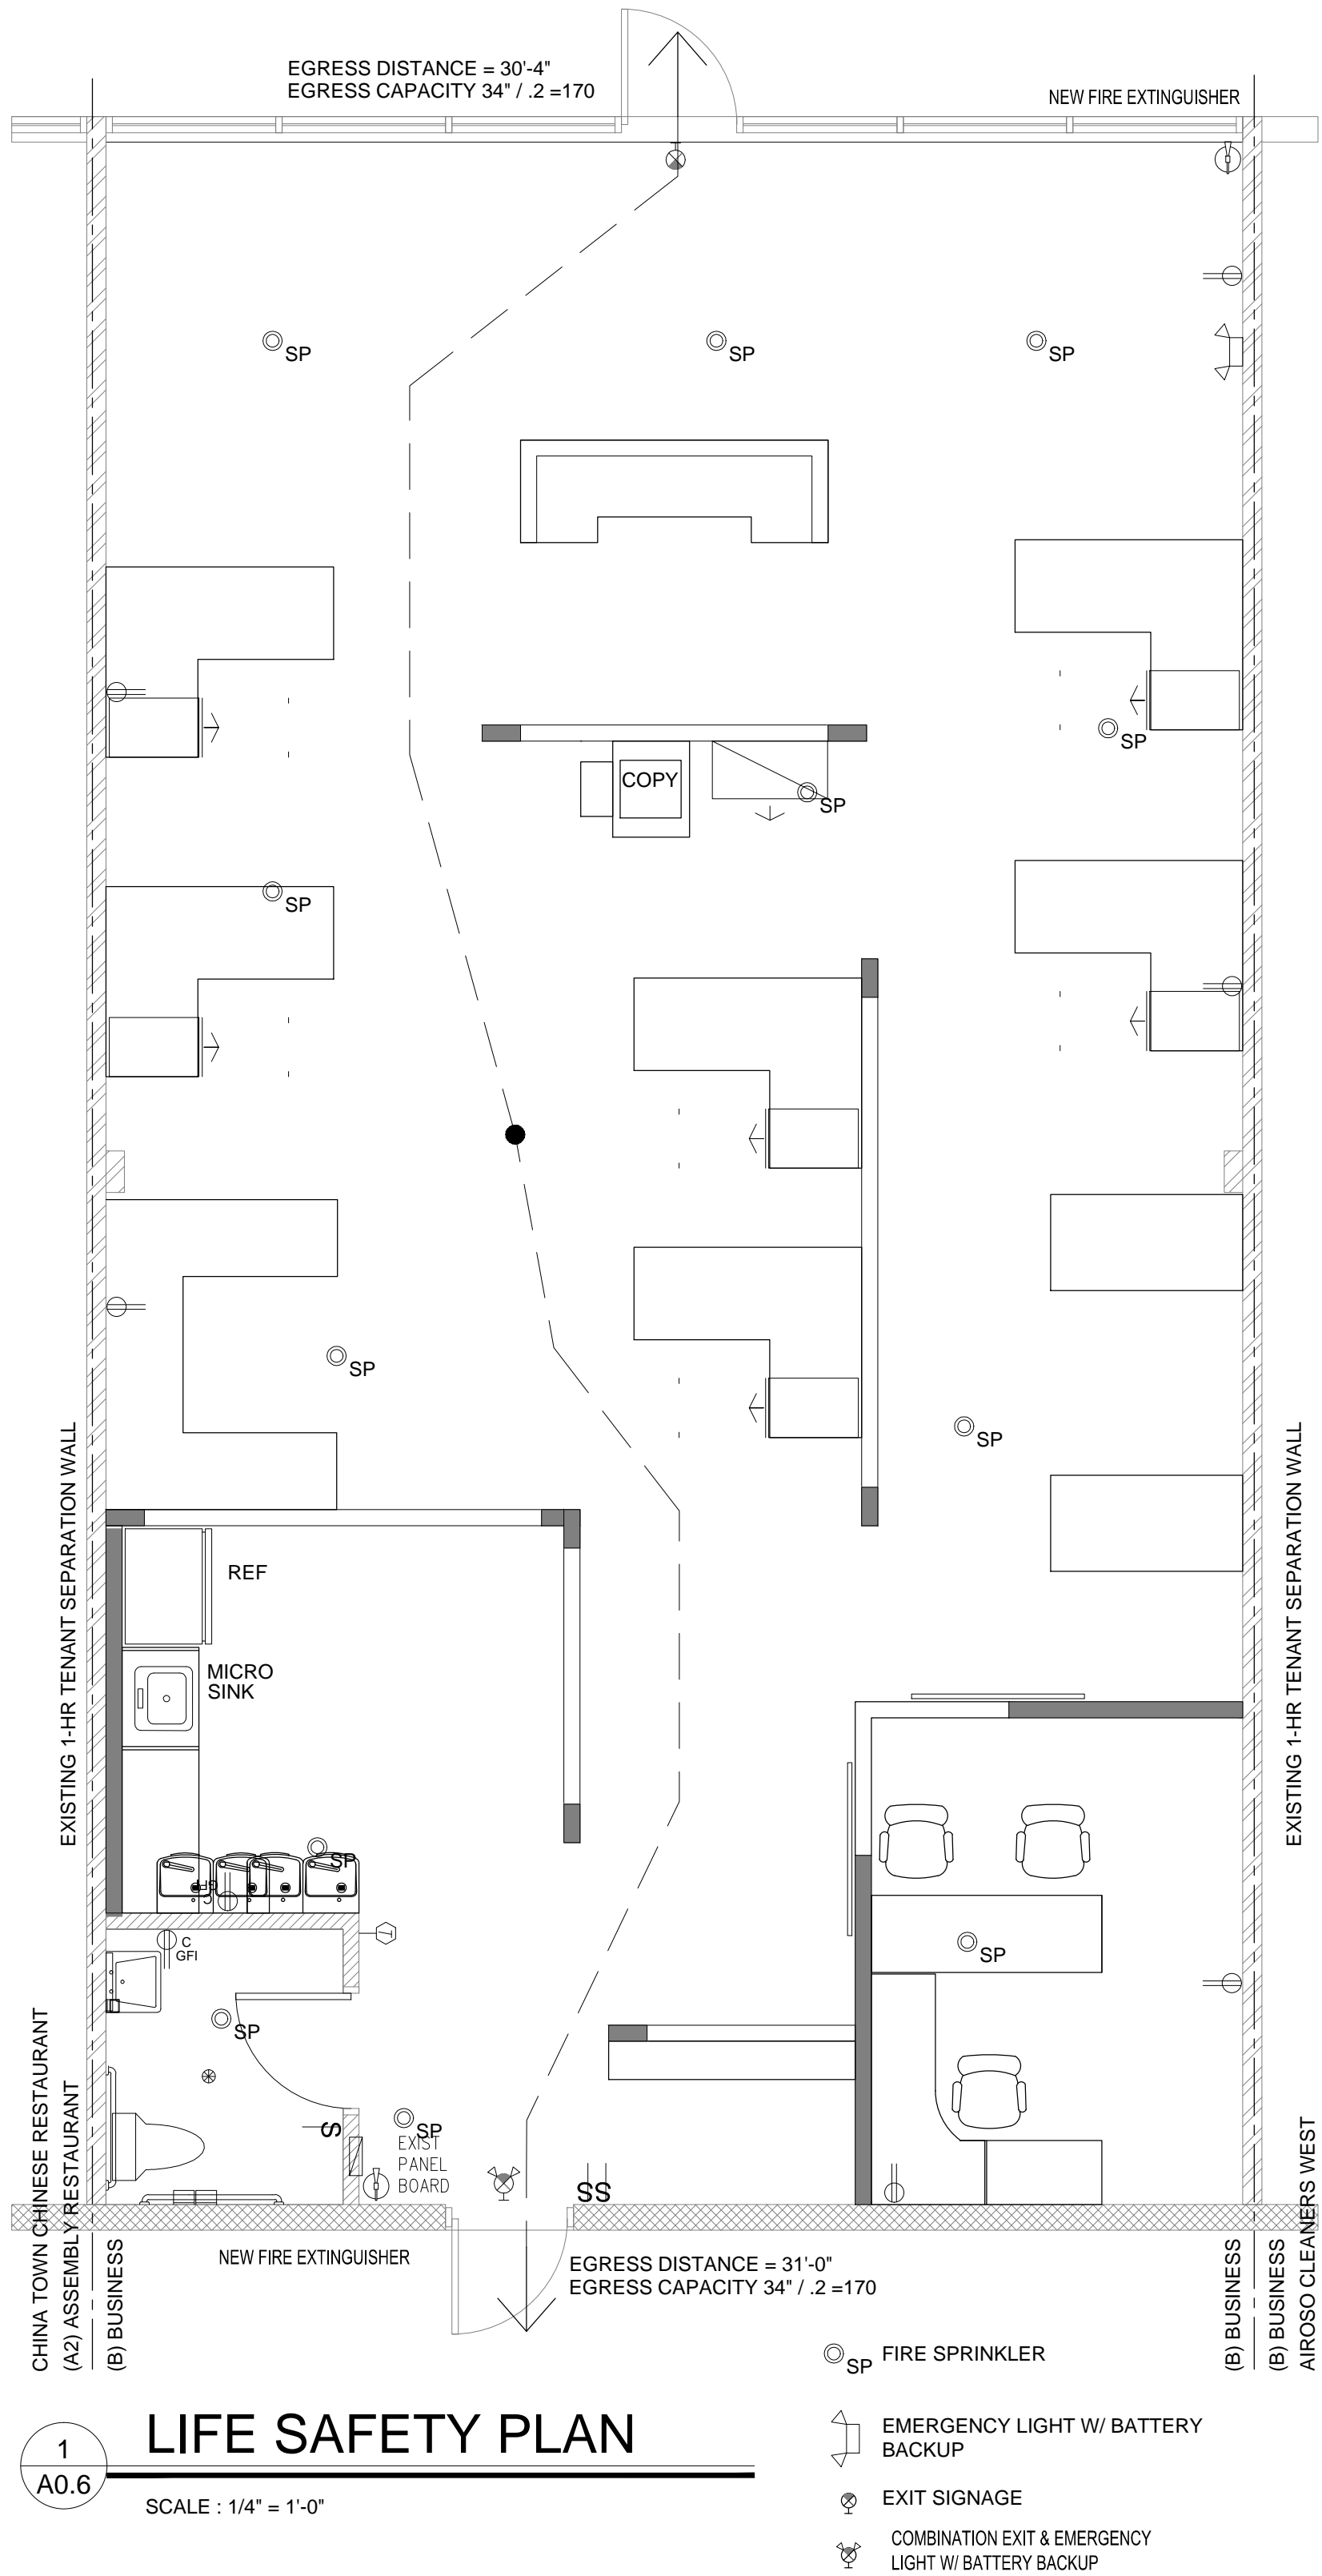 EGRESS DISTANCE = 30'-4"
EGRESS CAPACITY 34" / .2 =170
NEW FIRE EXTINGUISHER
SP
SP
SP
SP
COPY
SP
SP
SP
SP
EXISTING 1-HR TENANT SEPARATION WALL
EXISTING 1-HR TENANT SEPARATION WALL
REF
MICRO
SINK
SP
C
GFI
C
GFI
T
SP
SP
SP
S
EXIST
PANEL
BOARD
SS
CHINA TOWN CHINESE RESTAURANT
(A2) ASSEMBLY RESTAURANT
(B) BUSINESS
NEW FIRE EXTINGUISHER
EGRESS DISTANCE = 31'-0"
EGRESS CAPACITY 34" / .2 =170
(B) BUSINESS
(B) BUSINESS
AIROSO CLEANERS WEST
SP FIRE SPRINKLER
EMERGENCY LIGHT W/ BATTERY
BACKUP
EXIT SIGNAGE
COMBINATION EXIT & EMERGENCY
LIGHT W/ BATTERY BACKUP
1
A0.6
LIFE SAFETY PLAN
SCALE : 1/4" = 1'-0"